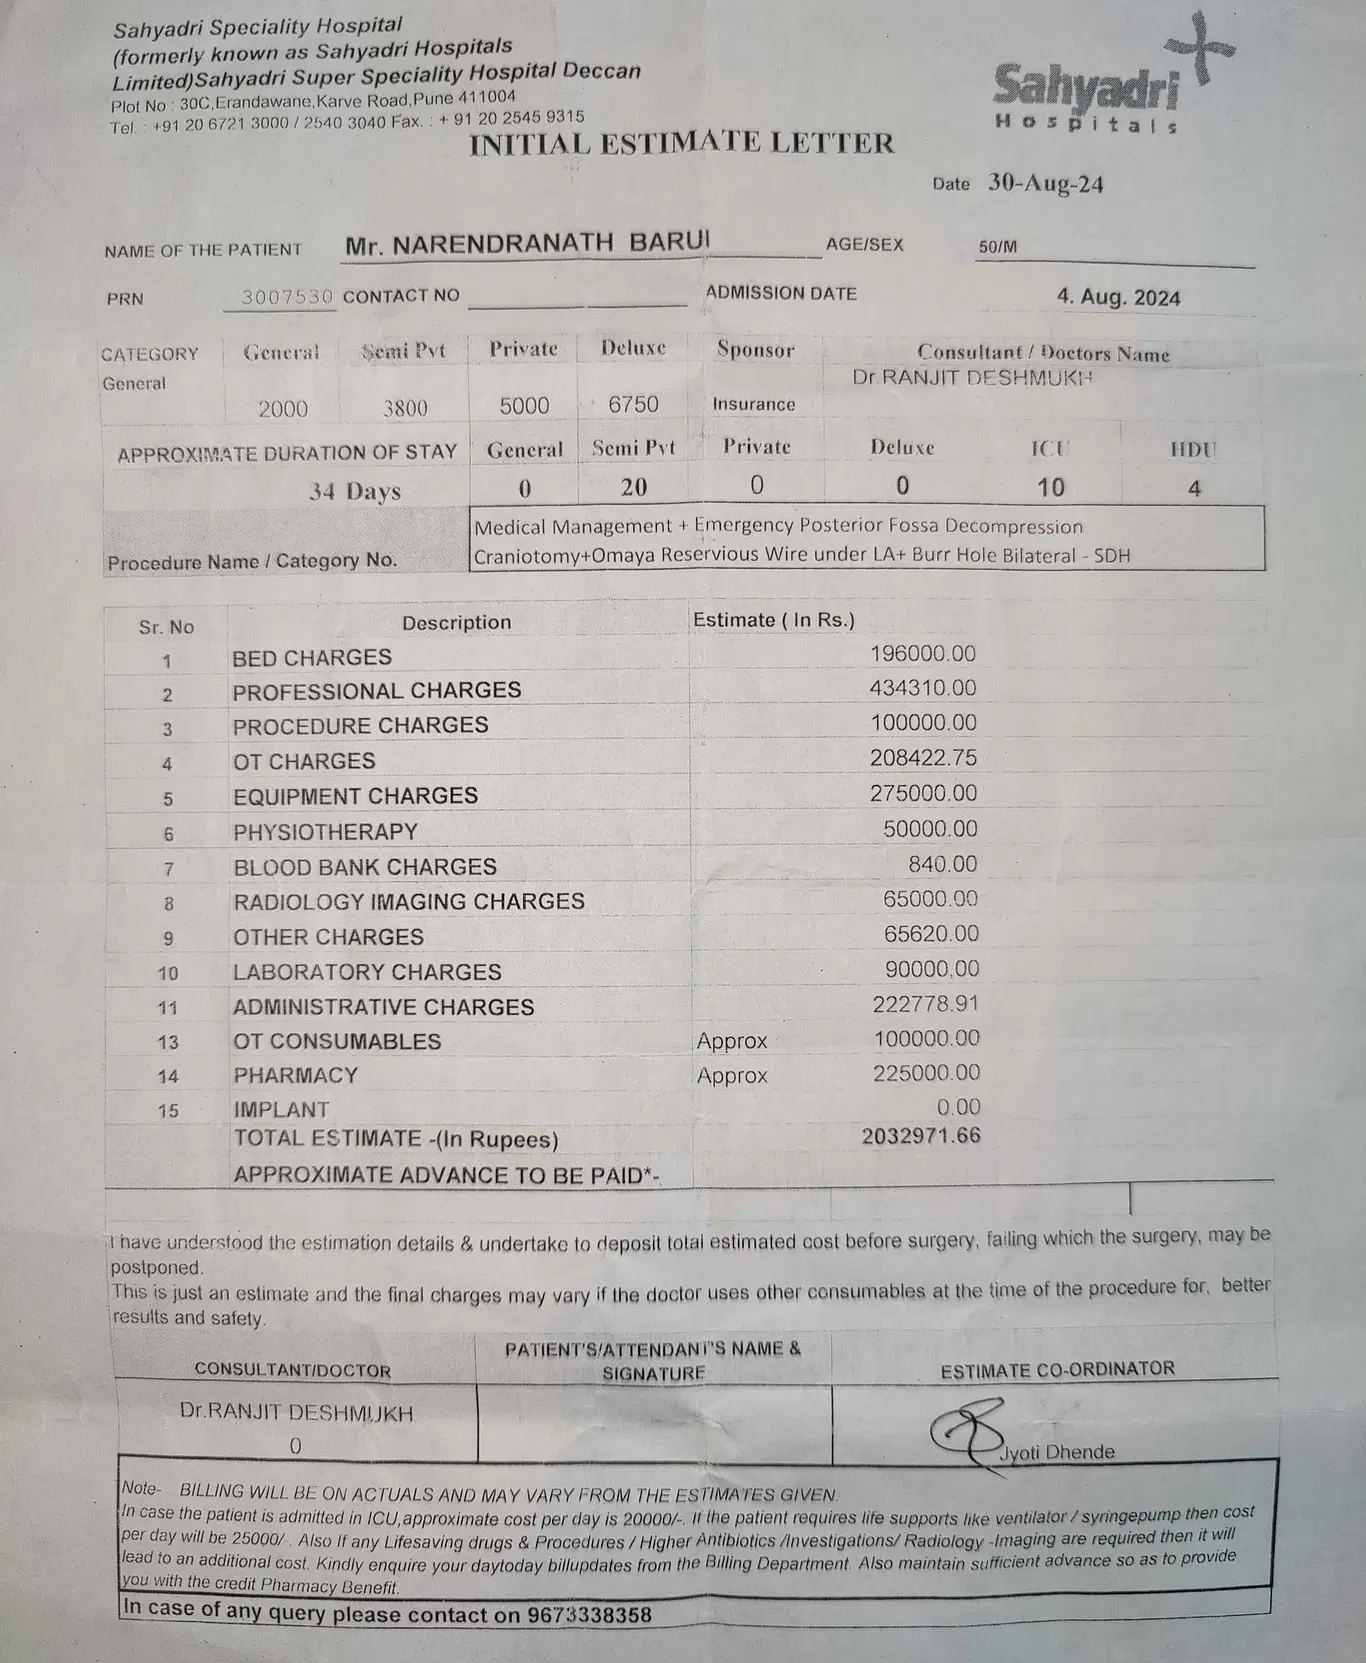 Sahyadri Speciality Hospital
(formerly known as Sahyadri Hospitals
Limited)Sahyadri Super Speciality Hospital Deccan
Plot No : 30C,Erandawane,Karve Road,Pune 411004
Tel. : +91 20 6721 3000 / 2540 3040 Fax. : + 91 20 2545 9315
Sahyadri
Hospitals
INITIAL ESTIMATE LETTER
Date 30-Aug-24
NAME OF THE PATIENT Mr. NARENDRANATH BARUI AGE/SEX 50/M
PRN 3007530 CONTACT NO ADMISSION DATE 4. Aug. 2024
CATEGORY General Semi Pvt Private Deluxe Sponsor Consultant / Doctors Name
General Dr.RANJIT DESHMUKH
2000 3800 5000 6750 Insurance
APPROXIMATE DURATION OF STAY General Semi Pvt Private Deluxe ICU HDU
34 Days 0 20 0 0 10 4
Medical Management + Emergency Posterior Fossa Decompression
Procedure Name / Category No. Craniotomy+Omaya Reservious Wire under LA+ Burr Hole Bilateral - SDH
Sr. No Description Estimate ( In Rs.)
1 BED CHARGES 196000.00
2 PROFESSIONAL CHARGES 434310.00
3 PROCEDURE CHARGES 100000.00
4 OT CHARGES 208422.75
5 EQUIPMENT CHARGES 275000.00
6 PHYSIOTHERAPY 50000.00
7 BLOOD BANK CHARGES 840.00
8 RADIOLOGY IMAGING CHARGES 65000.00
9 OTHER CHARGES 65620.00
10 LABORATORY CHARGES 90000.00
11 ADMINISTRATIVE CHARGES 222778.91
13 OT CONSUMABLES Approx 100000.00
14 PHARMACY Approx 225000.00
15 IMPLANT 0.00
TOTAL ESTIMATE -(In Rupees) 2032971.66
APPROXIMATE ADVANCE TO BE PAID*-
I have understood the estimation details & undertake to deposit total estimated cost before surgery, failing which the surgery, may be
postponed.
This is just an estimate and the final charges may vary if the doctor uses other consumables at the time of the procedure for, better
results and safety.
CONSULTANT/DOCTOR PATIENT'S/ATTENDANT'S NAME & SIGNATURE ESTIMATE CO-ORDINATOR
Dr.RANJIT DESHMUKH
0 Jyoti Dhende
Note- BILLING WILL BE ON ACTUALS AND MAY VARY FROM THE ESTIMATES GIVEN.
In case the patient is admitted in ICU,approximate cost per day is 20000/-. If the patient requires life supports like ventilator / syringepump then cost
per day will be 25000/-. Also If any Lifesaving drugs & Procedures / Higher Antibiotics /Investigations/ Radiology -Imaging are required then it will
lead to an additional cost. Kindly enquire your daytoday billupdates from the Billing Department. Also maintain sufficient advance so as to provide
you with the credit Pharmacy Benefit.
In case of any query please contact on 9673338358